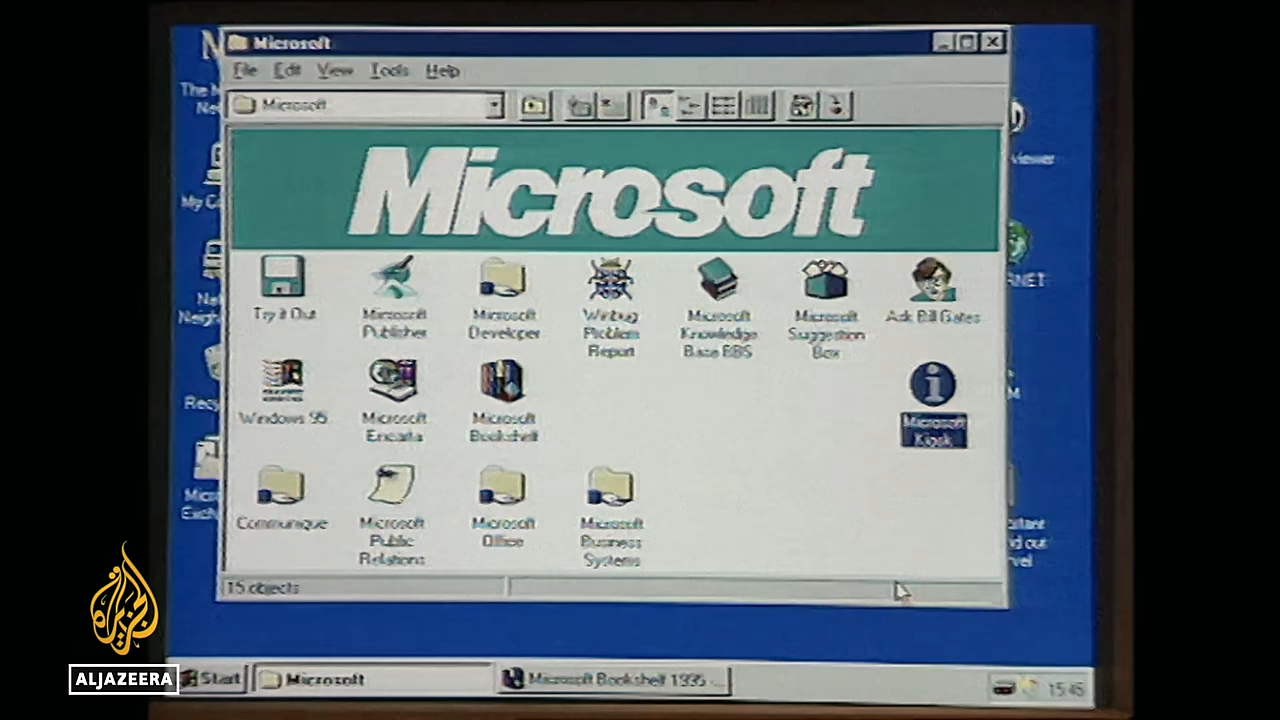 Microsoft
File Edit View Tools Help
Microsoft
Microsoft
Try it Out
Microsoft
Publisher
Microsoft
Developer
Winbug
Problem
Report
Microsoft
Knowledge
Base BBS
Microsoft
Suggestion
Box
Ask Bill Gates
Windows 95
Microsoft
Encarta
Microsoft
Bookshelf
Microsoft
Kiosk
Communique
Microsoft
Public
Relations
Microsoft
Office
Microsoft
Business
Systems
15 objects
Start Microsoft Microsoft Bookshelf 1995 -... 15:45
ALJAZEERA